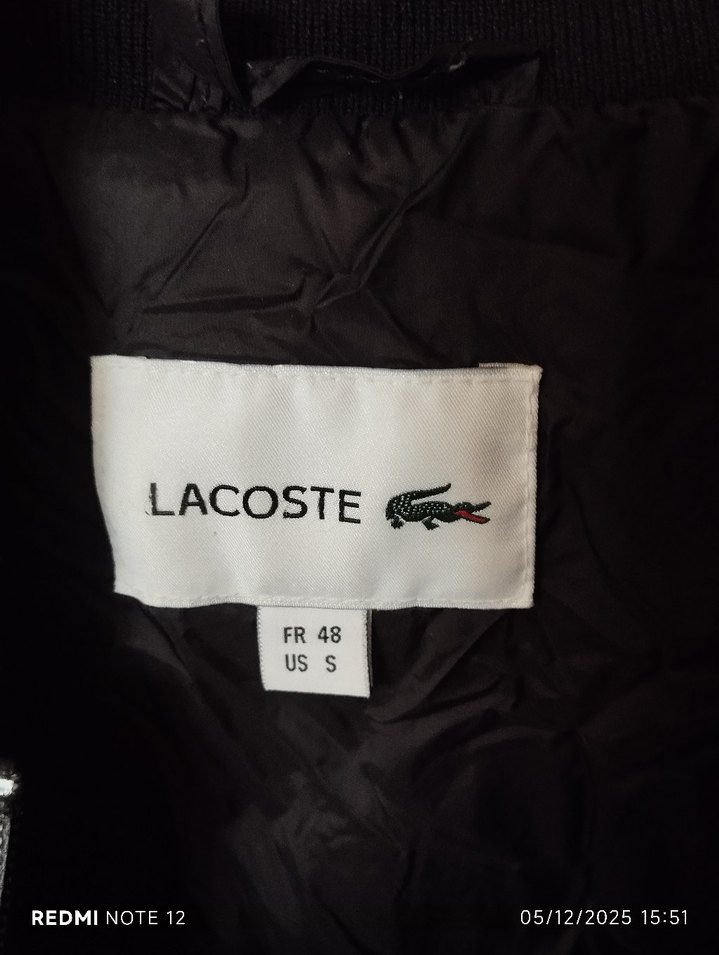 LACOSTE
FR 48
US S
REDMI NOTE 12
05/12/2025 15:51